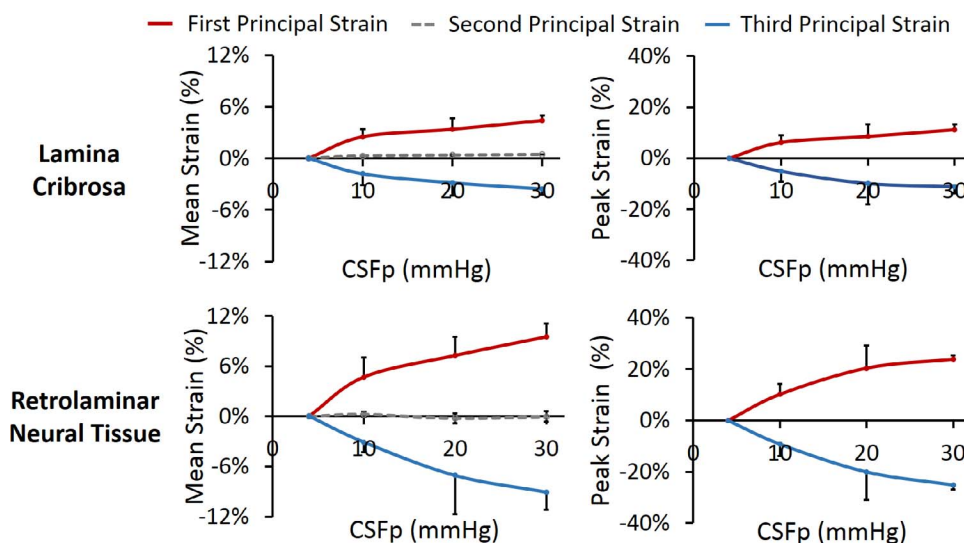 First Principal Strain Second Principal Strain Third Principal Strain
Lamina
Cribrosa
Mean Strain (%)
12%
6%
0%
-6%
-12%
0 10 20 30
CSFp (mmHg)
Peak Strain (%)
40%
20%
0%
-20%
-40%
0 10 20 30
CSFp (mmHg)
Retrolaminar
Neural Tissue
Mean Strain (%)
12%
6%
0%
-6%
-12%
0 10 20 30
CSFp (mmHg)
Peak Strain (%)
40%
20%
0%
-20%
-40%
0 10 20 30
CSFp (mmHg)